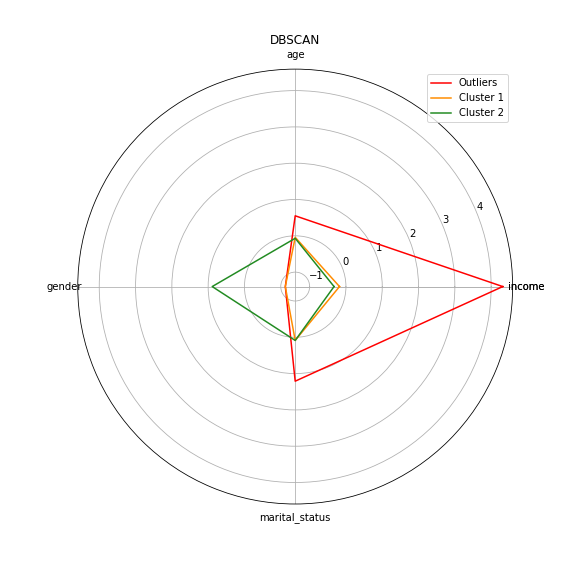 DBSCAN
age
Outliers
Cluster 1
Cluster 2
4
3
2
1
0
−1
gender
income
marital_status